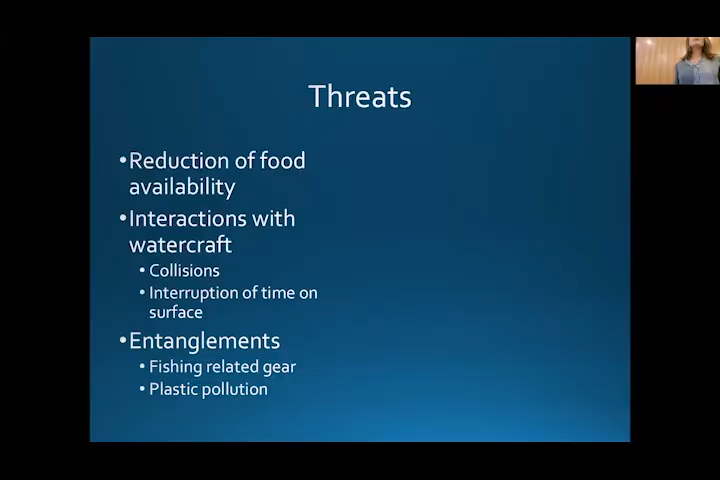 Threats
•Reduction of food
availability
•Interactions with
watercraft
• Collisions
• Interruption of time on
surface
•Entanglements
• Fishing related gear
• Plastic pollution